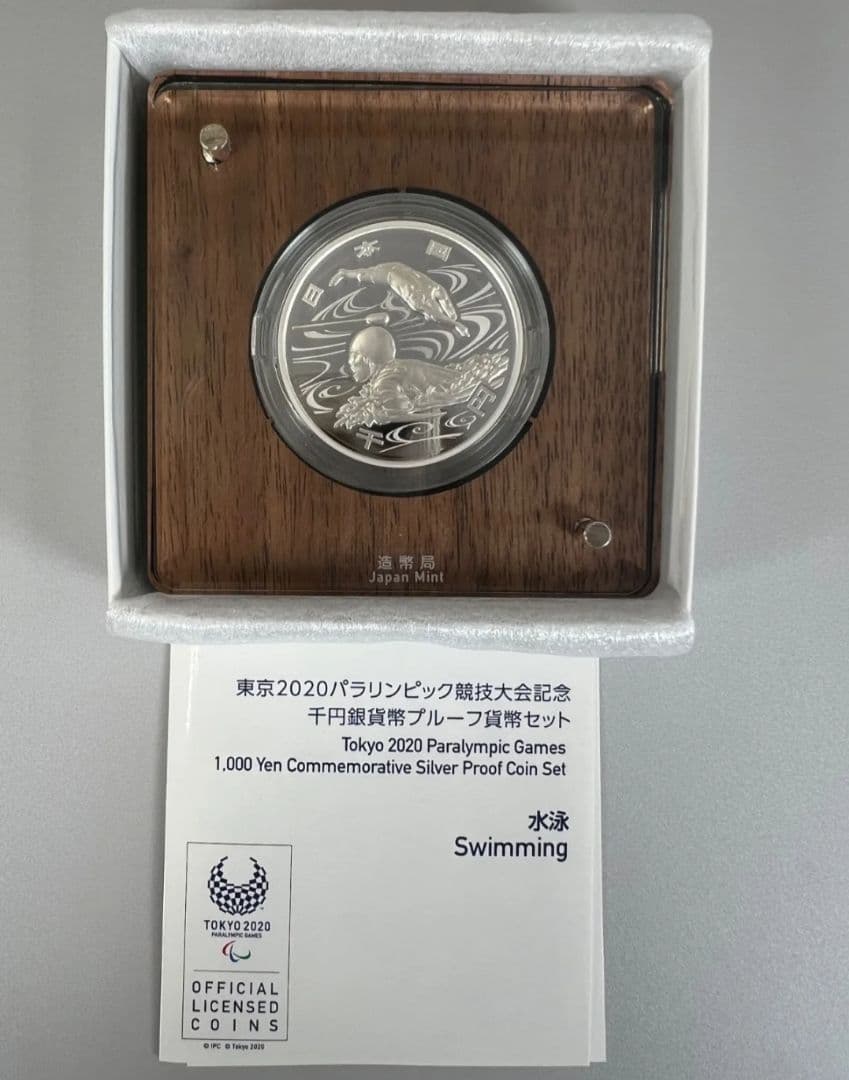 日本国
千円
造幣局
Japan Mint
東京2020パラリンピック競技大会記念
千円銀貨幣プルーフ貨幣セット
Tokyo 2020 Paralympic Games
1,000 Yen Commemorative Silver Proof Coin Set
水泳
Swimming
TOKYO 2020
PARALYMPIC GAMES
OFFICIAL
LICENSED
COINS
© IPC © Tokyo 2020